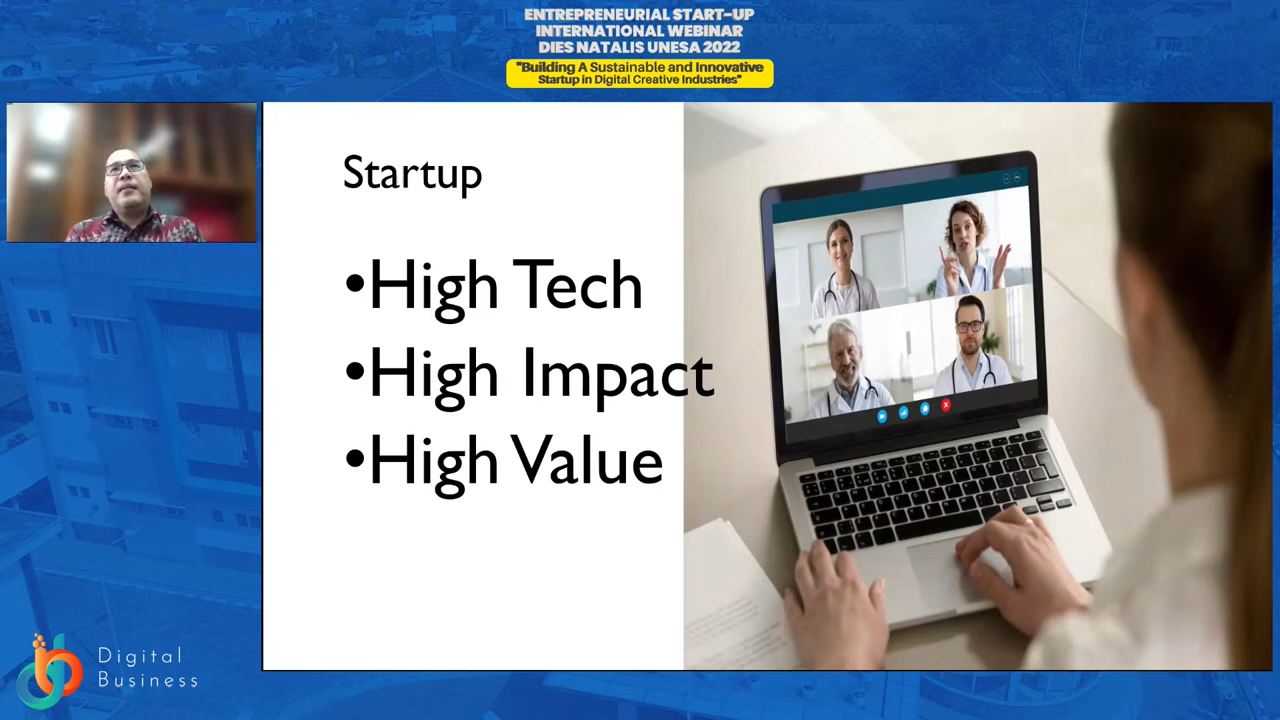 ENTREPRENEURIAL START-UP
INTERNATIONAL WEBINAR
DIES NATALIS UNESA 2022
"Building A Sustainable and Innovative
Startup in Digital Creative Industries"
Startup
•High Tech
•High Impact
•High Value
Digital
Business